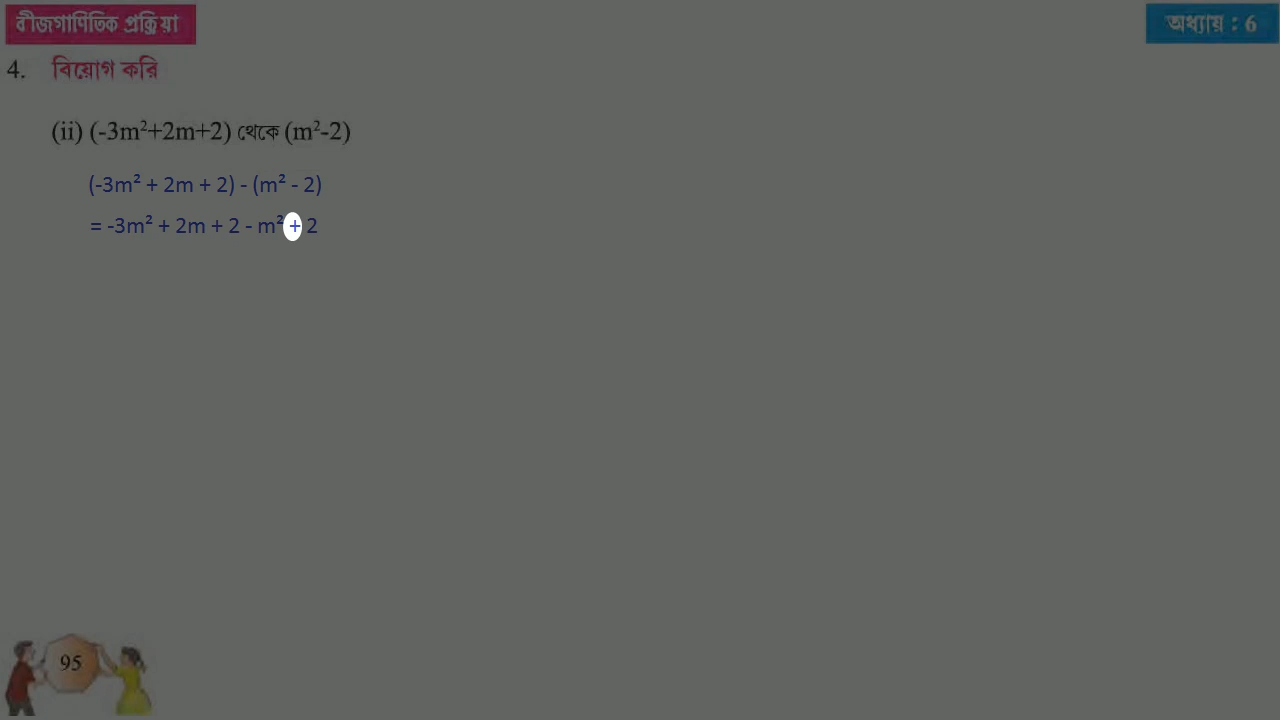 বীজগাণিতিক প্রক্রিয়া
অধ্যায় : 6
4. বিয়োগ করি
(ii) (-3m²+2m+2) থেকে (m²-2)
(-3m² + 2m + 2) - (m² - 2)
= -3m² + 2m + 2 - m² + 2
95